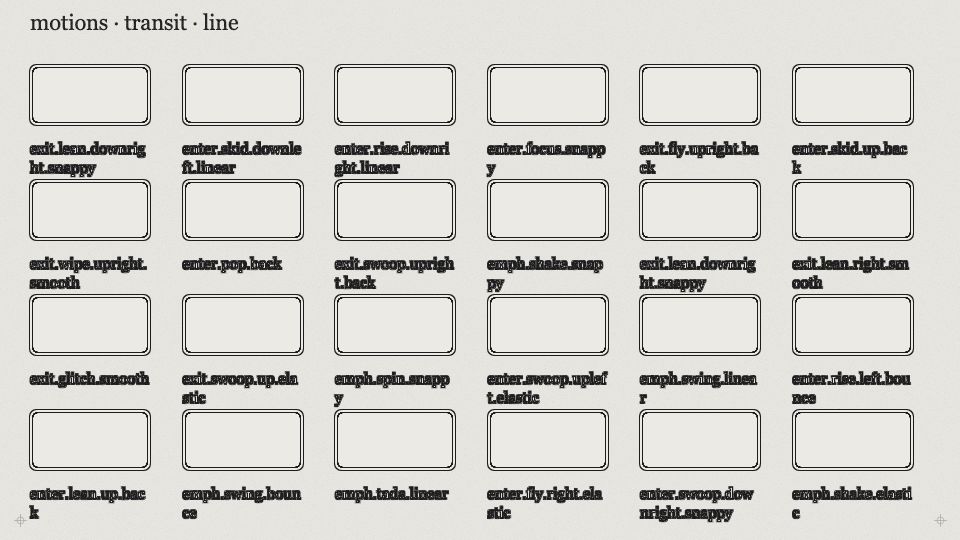 motions · transit · line
exit.lean.downrig
ht.snappy
enter.skid.downle
ft.linear
enter.rise.downri
ght.linear
enter.focus.snapp
y
exit.fly.upright.ba
ck
enter.skid.up.bac
k
exit.wipe.upright.
smooth
enter.pop.back
exit.swoop.uprigh
t.back
emph.shake.snap
py
exit.lean.downrig
ht.snappy
exit.lean.right.sm
ooth
exit.glitch.smooth
exit.swoop.up.ela
stic
emph.spin.snapp
y
enter.swoop.uplef
t.elastic
emph.swing.linea
r
enter.rise.left.bou
nce
enter.lean.up.bac
k
emph.swing.boun
ce
emph.tada.linear
enter.fly.right.ela
stic
enter.swoop.dow
nright.snappy
emph.shake.elasti
c